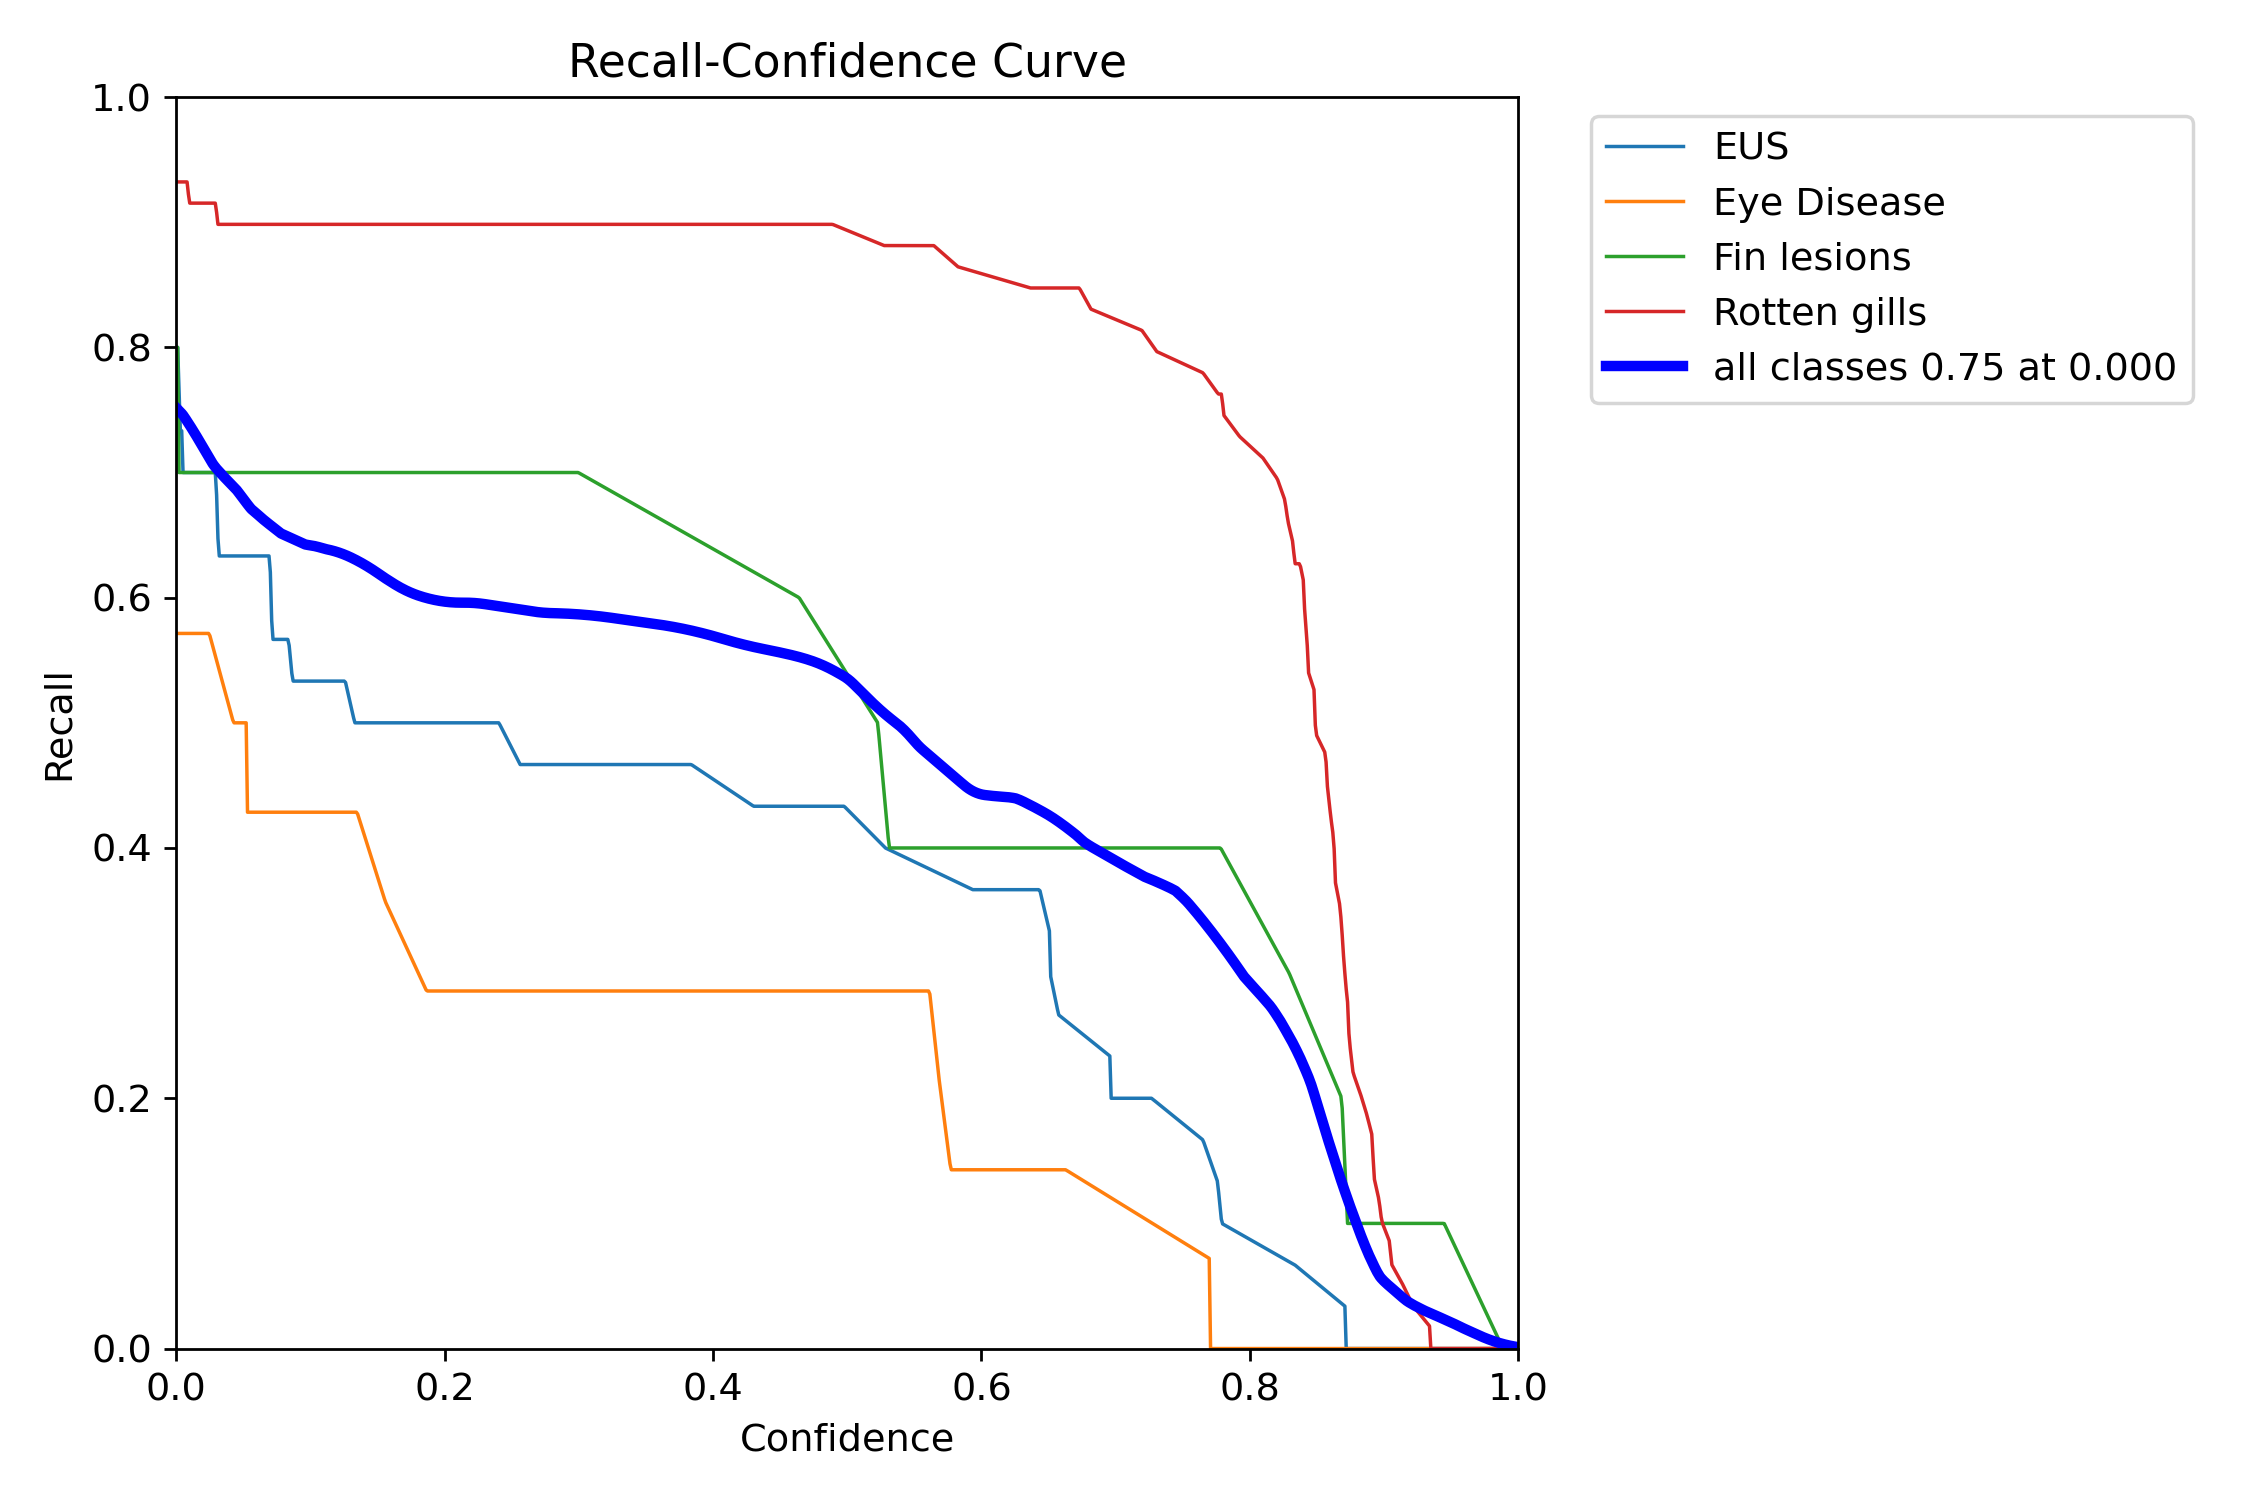 Recall-Confidence Curve
1.0
0.8
0.6
0.4
0.2
0.0
Recall
0.0 0.2 0.4 0.6 0.8 1.0
Confidence
EUS
Eye Disease
Fin lesions
Rotten gills
all classes 0.75 at 0.000